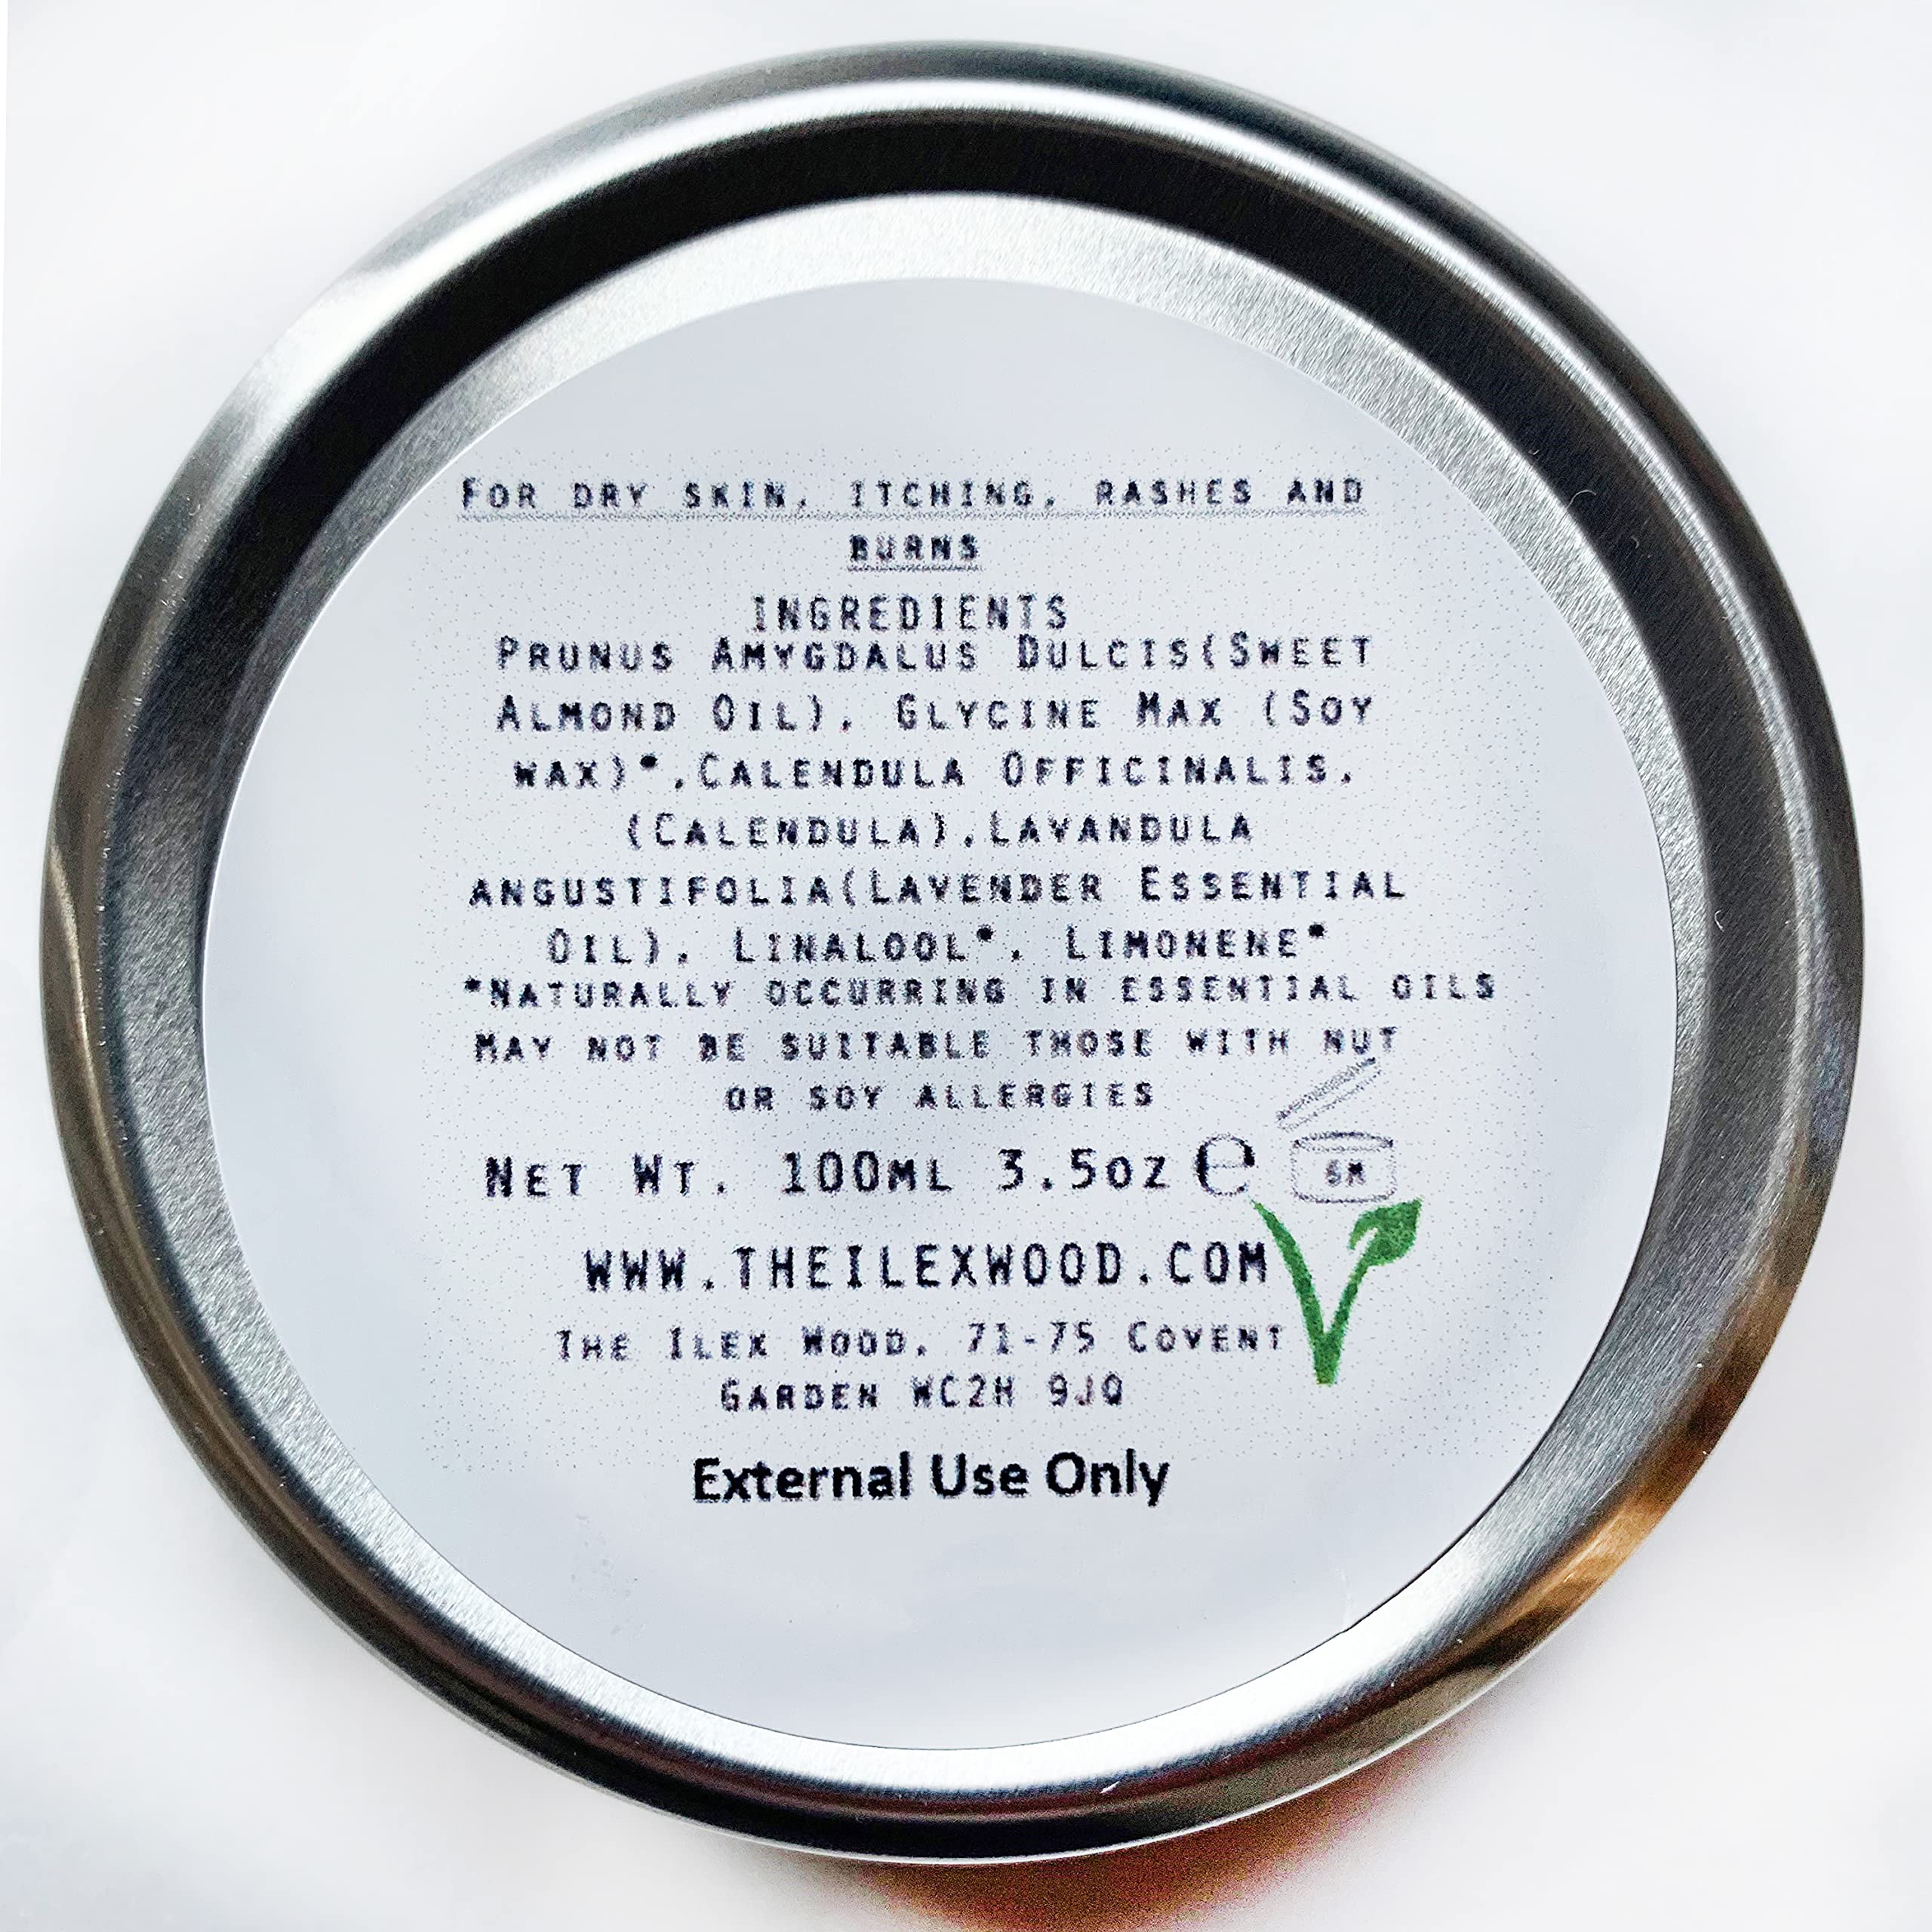 For dry skin, itching, rashes and
burns
INGREDIENTS
Prunus Amygdalus Dulcis(Sweet
Almond Oil), Glycine Max (Soy
wax)*,Calendula Officinalis,
(Calendula),Lavandula
angustifolia(Lavender Essential
Oil), Linalool*, Limonene*
*Naturally occurring in essential oils
May not be suitable those with nut
or soy allergies
Net Wt. 100ml 3.5oz e 6M
WWW.THEILEXWOOD.COM
The Ilex Wood, 71-75 Covent
Garden WC2H 9JQ
External Use Only